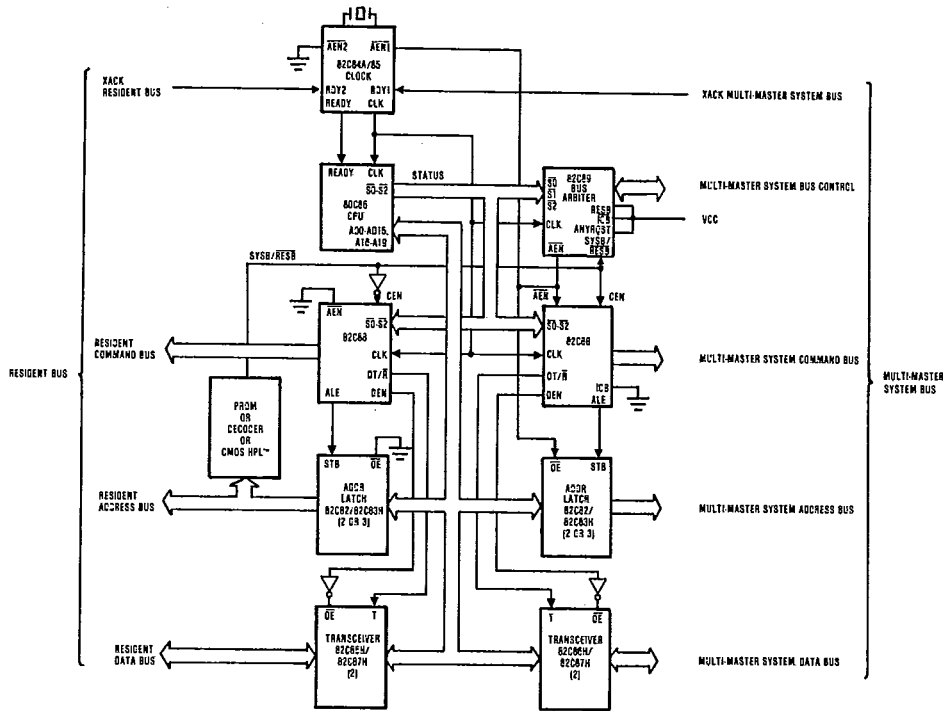 AEN2 AEN1
82C84A/85
CLOCK
XACK
RESIDENT BUS
RDY2 RDY1
XACK MULTI-MASTER SYSTEM BUS
READY CLK
READY CLK
STATUS
S0-S2
80C86
CPU
AD0-AD15,
A16-A19
S0
S1
S2
82C89
BUS
ARBITER
MULTI-MASTER SYSTEM BUS CONTROL
RESB
VCC
CLK
ANYRQST
SYSB/
RESB
AEN
SYSB/RESB
CEN
AEN
AEN
CEN
S0-S2
82C88
S0-S2
82C88
RESIDENT
COMMAND BUS
CLK
CLK
MULTI-MASTER SYSTEM COMMAND BUS
RESIDENT BUS
MULTI-MASTER
SYSTEM BUS
DT/R
DT/R
DEN
DEN
ALE
ALE
PROM
OR
DECODER
OR
CMOS HPL™
STB OE
OE STB
RESIDENT
ADDRESS BUS
ADDR
LATCH
82C82/82C83H
(2 OR 3)
ADDR
LATCH
82C82/
82C83H
(2 OR 3)
MULTI-MASTER SYSTEM ADDRESS BUS
OE T
T OE
RESIDENT
DATA BUS
TRANSCEIVER
82C86H/
82C87H
(2)
TRANSCEIVER
82C86H/
82C87H
(2)
MULTI-MASTER SYSTEM DATA BUS